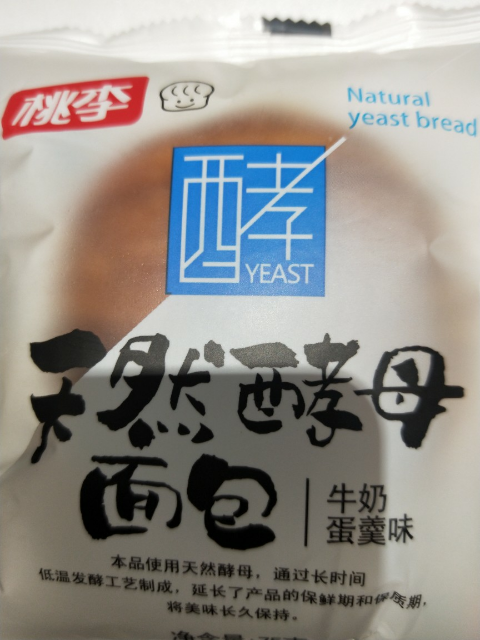 桃李
Natural
yeast bread
酵
YEAST
天然酵母
面包
牛奶
蛋羹味
本品使用天然酵母，通过长时间
低温发酵工艺制成，延长了产品的保鲜期和保质期，
将美味长久保持。
净含量